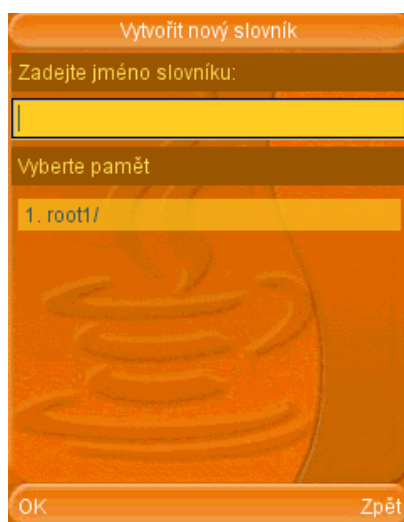 Vytvořit nový slovník
Zadejte jméno slovníku:
Vyberte pamět
1. root1/
OK Zpět